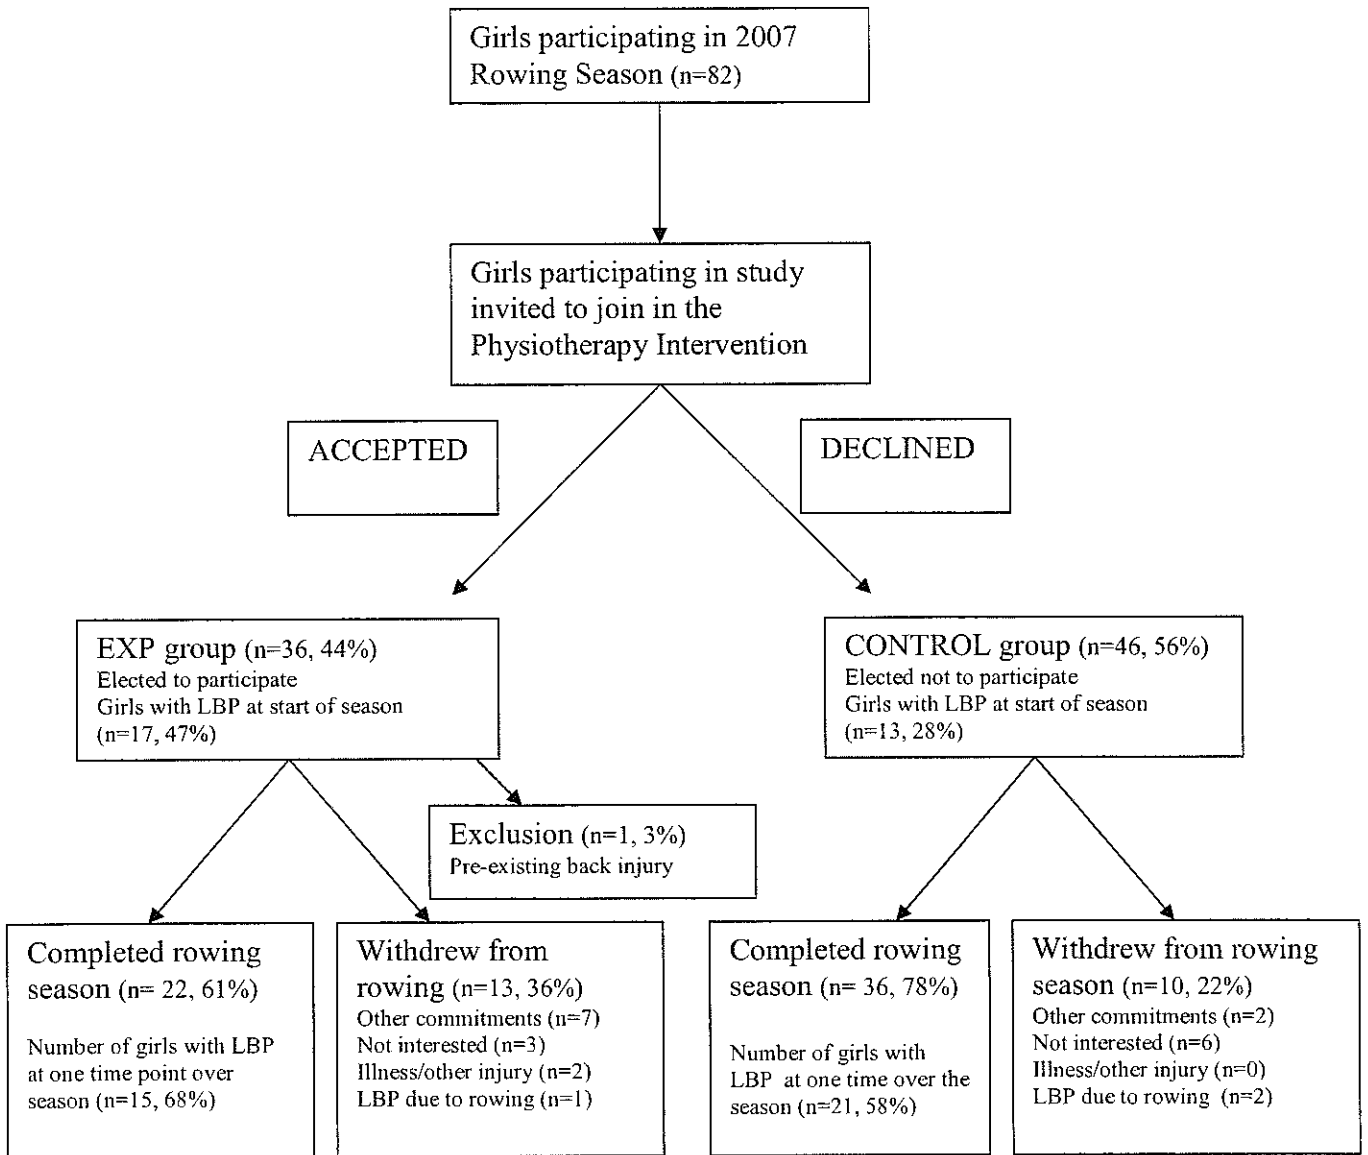 Girls participating in 2007
Rowing Season (n=82)
Girls participating in study
invited to join in the
Physiotherapy Intervention
ACCEPTED
DECLINED
EXP group (n=36, 44%)
Elected to participate
Girls with LBP at start of season
(n=17, 47%)
CONTROL group (n=46, 56%)
Elected not to participate
Girls with LBP at start of season
(n=13, 28%)
Exclusion (n=1, 3%)
Pre-existing back injury
Completed rowing
season (n= 22, 61%)
Number of girls with LBP
at one time point over
season (n=15, 68%)
Withdrew from
rowing (n=13, 36%)
Other commitments (n=7)
Not interested (n=3)
Illness/other injury (n=2)
LBP due to rowing (n=1)
Completed rowing
season (n= 36, 78%)
Number of girls with
LBP at one time over the
season (n=21, 58%)
Withdrew from rowing
season (n=10, 22%)
Other commitments (n=2)
Not interested (n=6)
Illness/other injury (n=0)
LBP due to rowing (n=2)